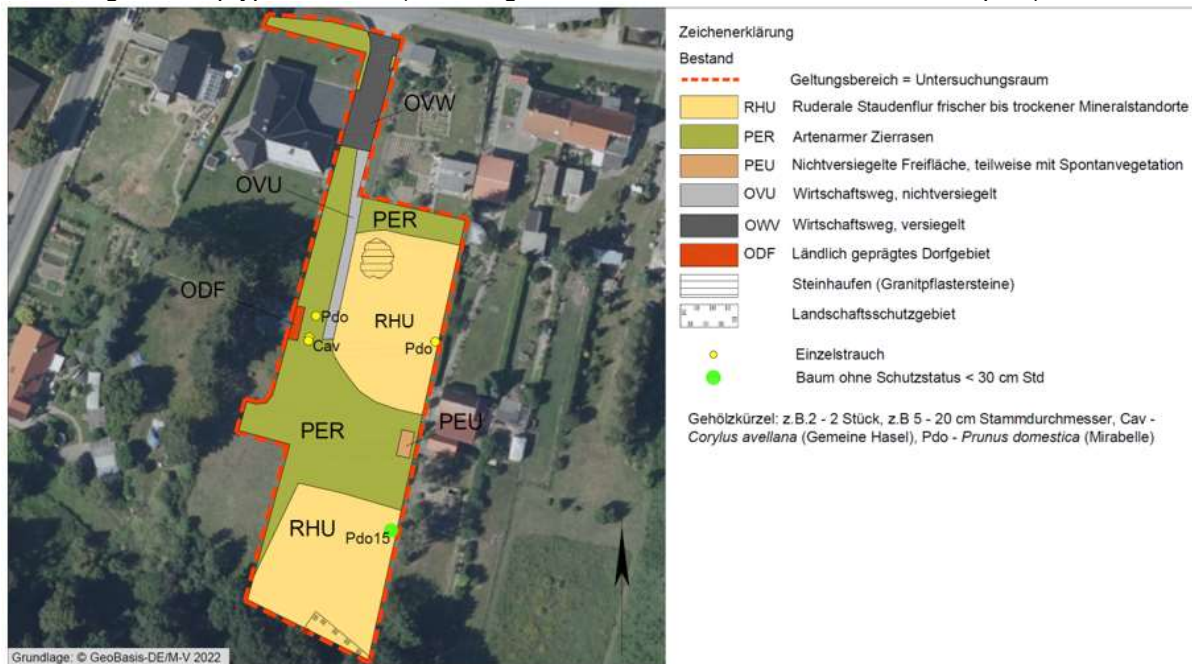 OVW
OVU
PER
ODF
Pdo
RHU
Cav
Pdo
PER
PEU
RHU
Pdo15
Grundlage: © GeoBasis-DE/M-V 2022
Zeichenerklärung
Bestand
Geltungsbereich = Untersuchungsraum
RHU Ruderale Staudenflur frischer bis trockener Mineralstandorte
PER Artenarmer Zierrasen
PEU Nichtversiegelte Freifläche, teilweise mit Spontanvegetation
OVU Wirtschaftsweg, nichtversiegelt
OWV Wirtschaftsweg, versiegelt
ODF Ländlich geprägtes Dorfgebiet
Steinhaufen (Granitpflastersteine)
Landschaftsschutzgebiet
Einzelstrauch
Baum ohne Schutzstatus < 30 cm Std
Gehölzkürzel: z.B.2 - 2 Stück, z.B 5 - 20 cm Stammdurchmesser, Cav -
Corylus avellana (Gemeine Hasel), Pdo - Prunus domestica (Mirabelle)